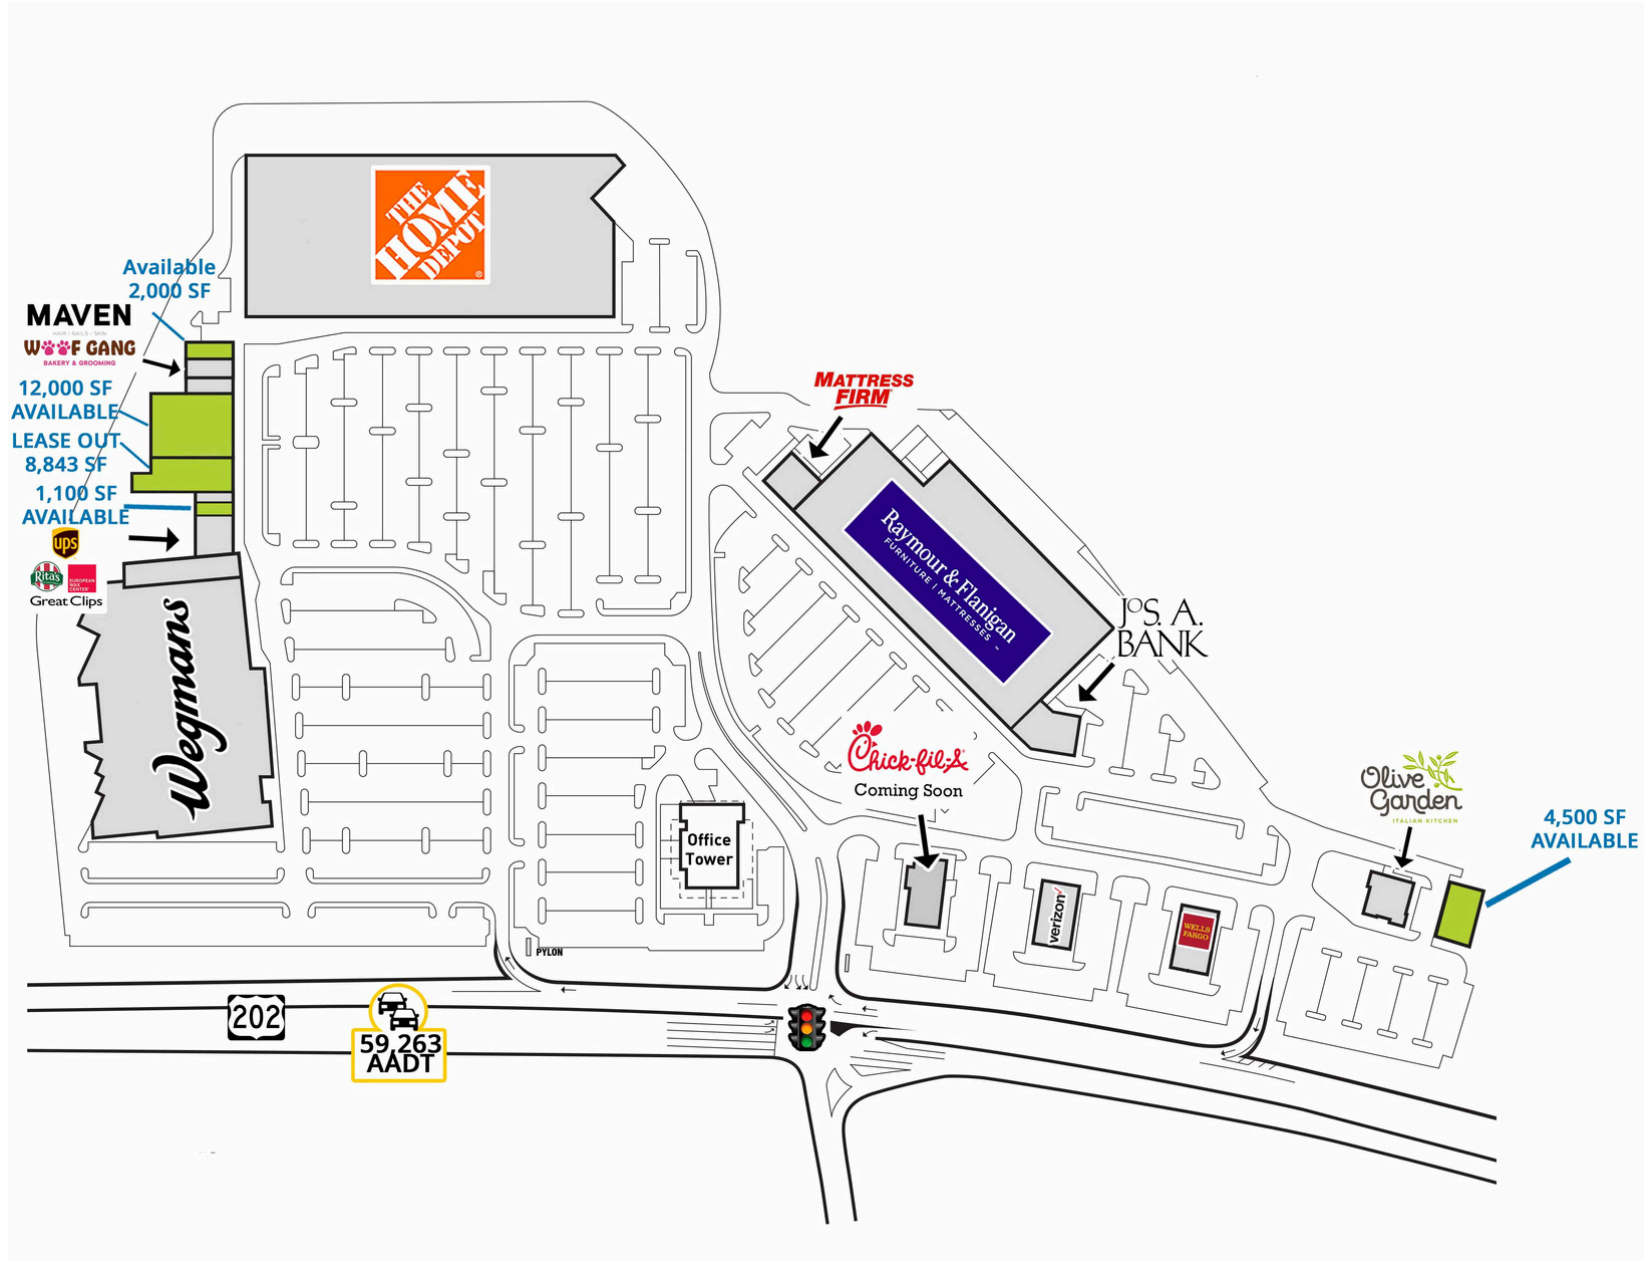 THE
HOME
DEPOT
®
Available
2,000 SF
MAVEN
HAIR | NAILS | SKIN
WOOF GANG
BAKERY & GROOMING
12,000 SF
AVAILABLE
LEASE OUT
8,843 SF
1,100 SF
AVAILABLE
ups
Rita's
EUROPEAN
WAX
CENTER
Great Clips
Wegmans
MATTRESS
FIRM
Raymour & Flanigan
FURNITURE | MATTRESSES
JOS. A.
BANK
Chick-fil-A
Coming Soon
Olive
Garden
ITALIAN KITCHEN
4,500 SF
AVAILABLE
Office
Tower
verizon
WELLS
FARGO
PYLON
202
59,263
AADT